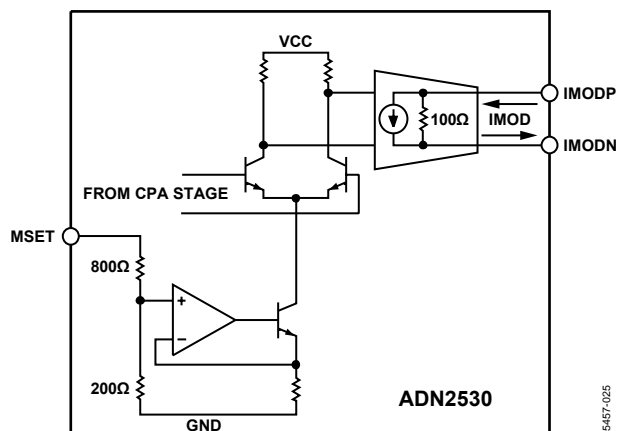 VCC
IMODP
100Ω
IMOD
IMODN
FROM CPA STAGE
MSET
800Ω
200Ω
GND
ADN2530
5457-025